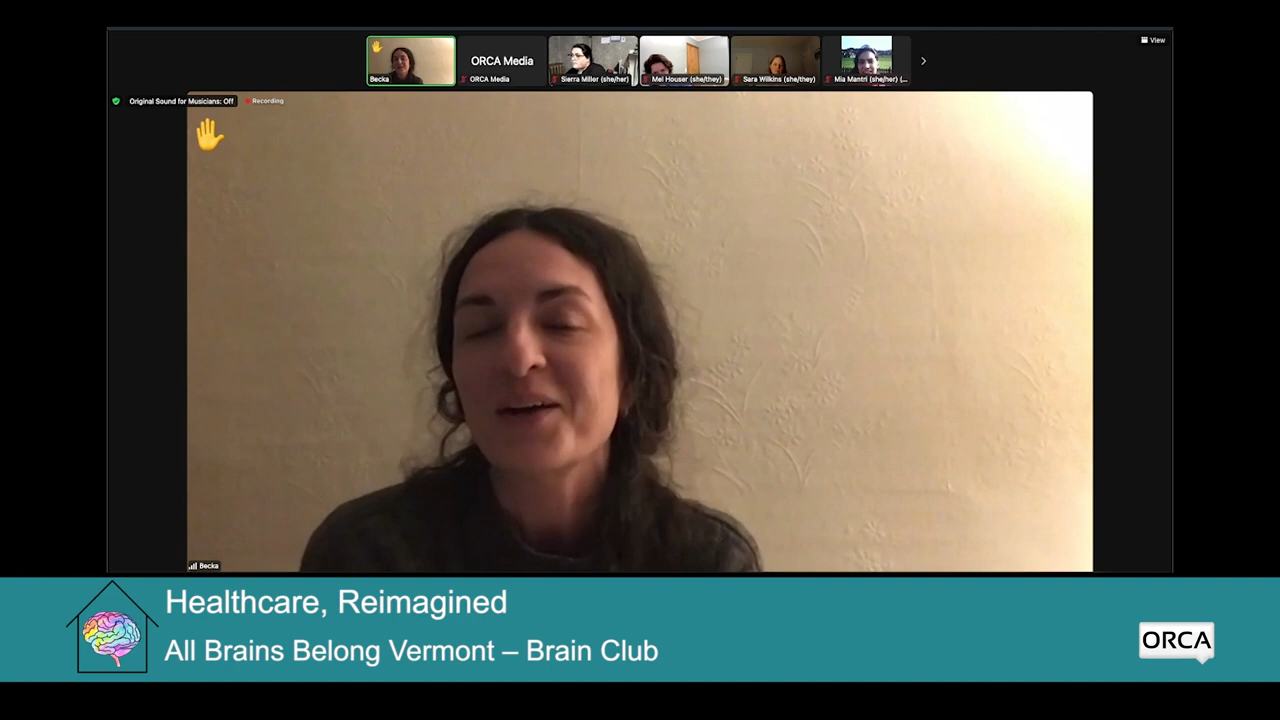 View
ORCA Media
Becka
ORCA Media
Sierra Miller (she/her)
Mel Houser (she/they)
Sara Wilkins (she/they)
Mia Mantri (she/her) (...
Original Sound for Musicians: Off
Recording
Becka
Healthcare, Reimagined
All Brains Belong Vermont – Brain Club
ORCA